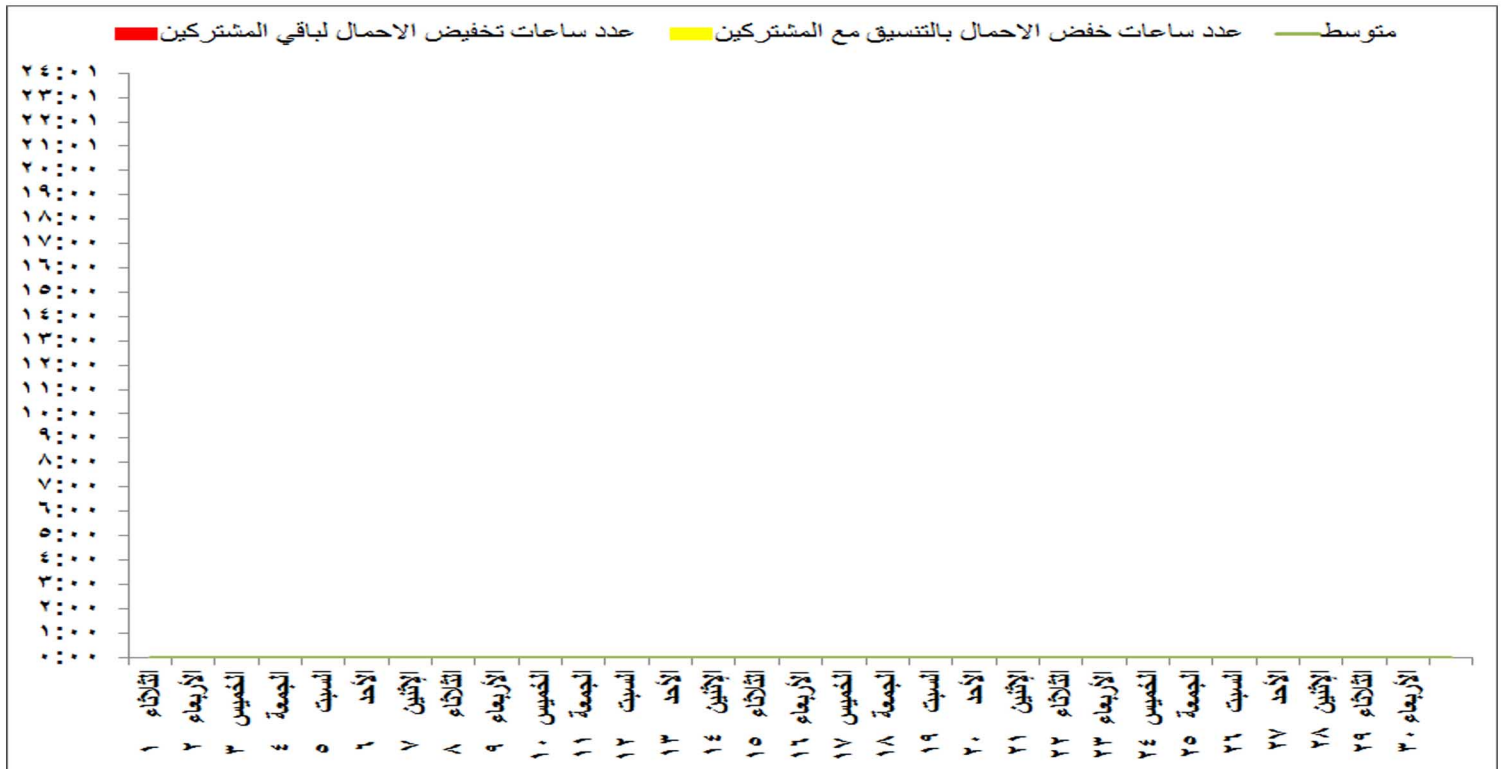 عدد ساعات تخفيض الاحمال لباقي المشتركين عدد ساعات خفض الاحمال بالتنسيق مع المشتركين متوسط
٢٤:٠١
٢٣:٠١
٢٢:٠١
٢١:٠١
٢٠:٠٠
١٩:٠٠
١٨:٠٠
١٧:٠٠
١٦:٠٠
١٥:٠٠
١٤:٠٠
١٣:٠٠
١٢:٠٠
١١:٠٠
١٠:٠٠
٩:٠٠
٨:٠٠
٧:٠٠
٦:٠٠
٥:٠٠
٤:٠٠
٣:٠٠
٢:٠٠
١:٠٠
٠:٠٠
١ الثلاثاء
٢ الأربعاء
٣ الخميس
٤ الجمعة
٥ السبت
٦ الأحد
٧ الإثنين
٨ الثلاثاء
٩ الأربعاء
١٠ الخميس
١١ الجمعة
١٢ السبت
١٣ الأحد
١٤ الإثنين
١٥ الثلاثاء
١٦ الأربعاء
١٧ الخميس
١٨ الجمعة
١٩ السبت
٢٠ الأحد
٢١ الإثنين
٢٢ الثلاثاء
٢٣ الأربعاء
٢٤ الخميس
٢٥ الجمعة
٢٦ السبت
٢٧ الأحد
٢٨ الإثنين
٢٩ الثلاثاء
٣٠ الأربعاء